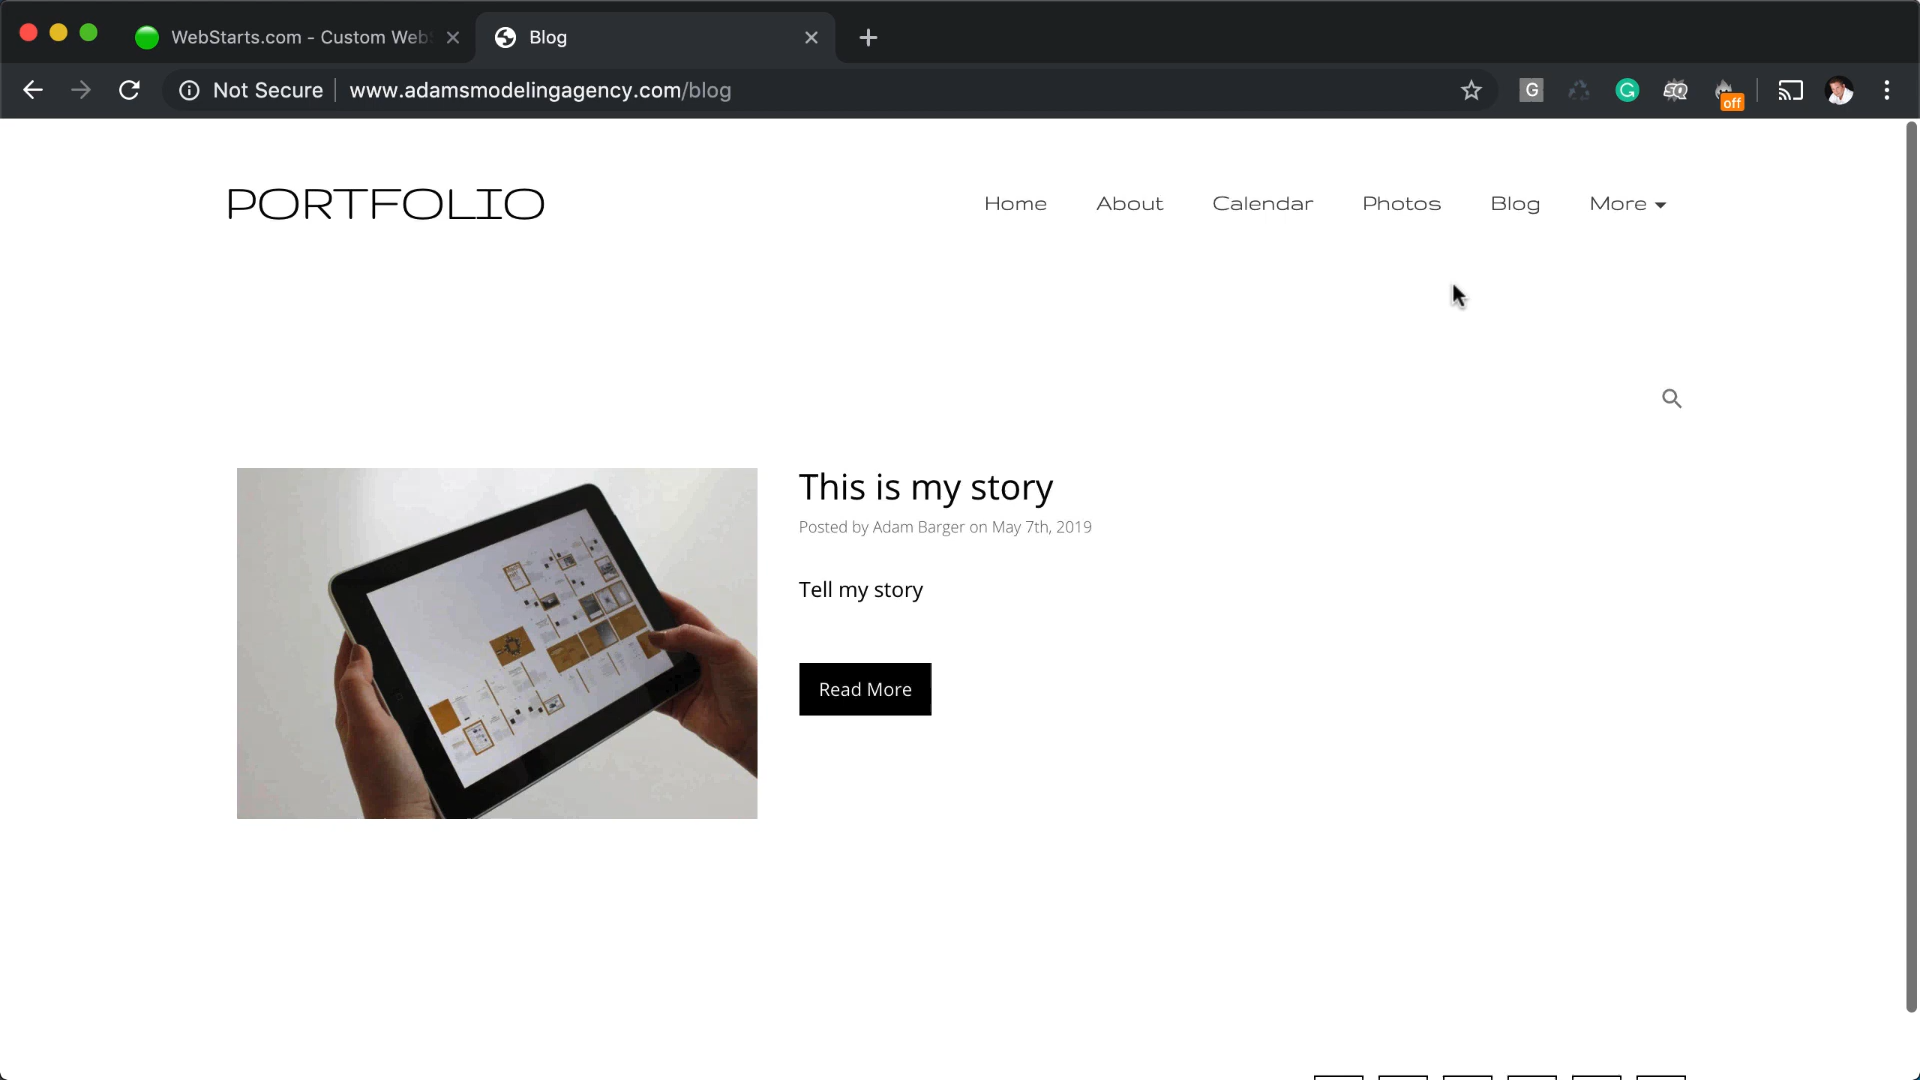 WebStarts.com - Custom Web
Blog
Not Secure
www.adamsmodelingagency.com/blog
G
G
SQ
off
PORTFOLIO
Home
About
Calendar
Photos
Blog
More
This is my story
Posted by Adam Barger on May 7th, 2019
Tell my story
Read More